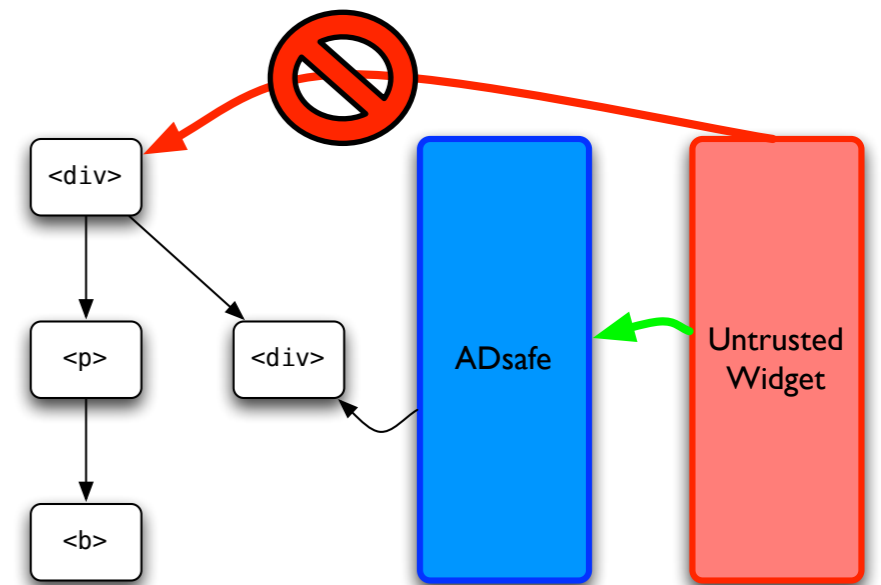 <div>
<p>
<div>
ADsafe
Untrusted
Widget
<b>